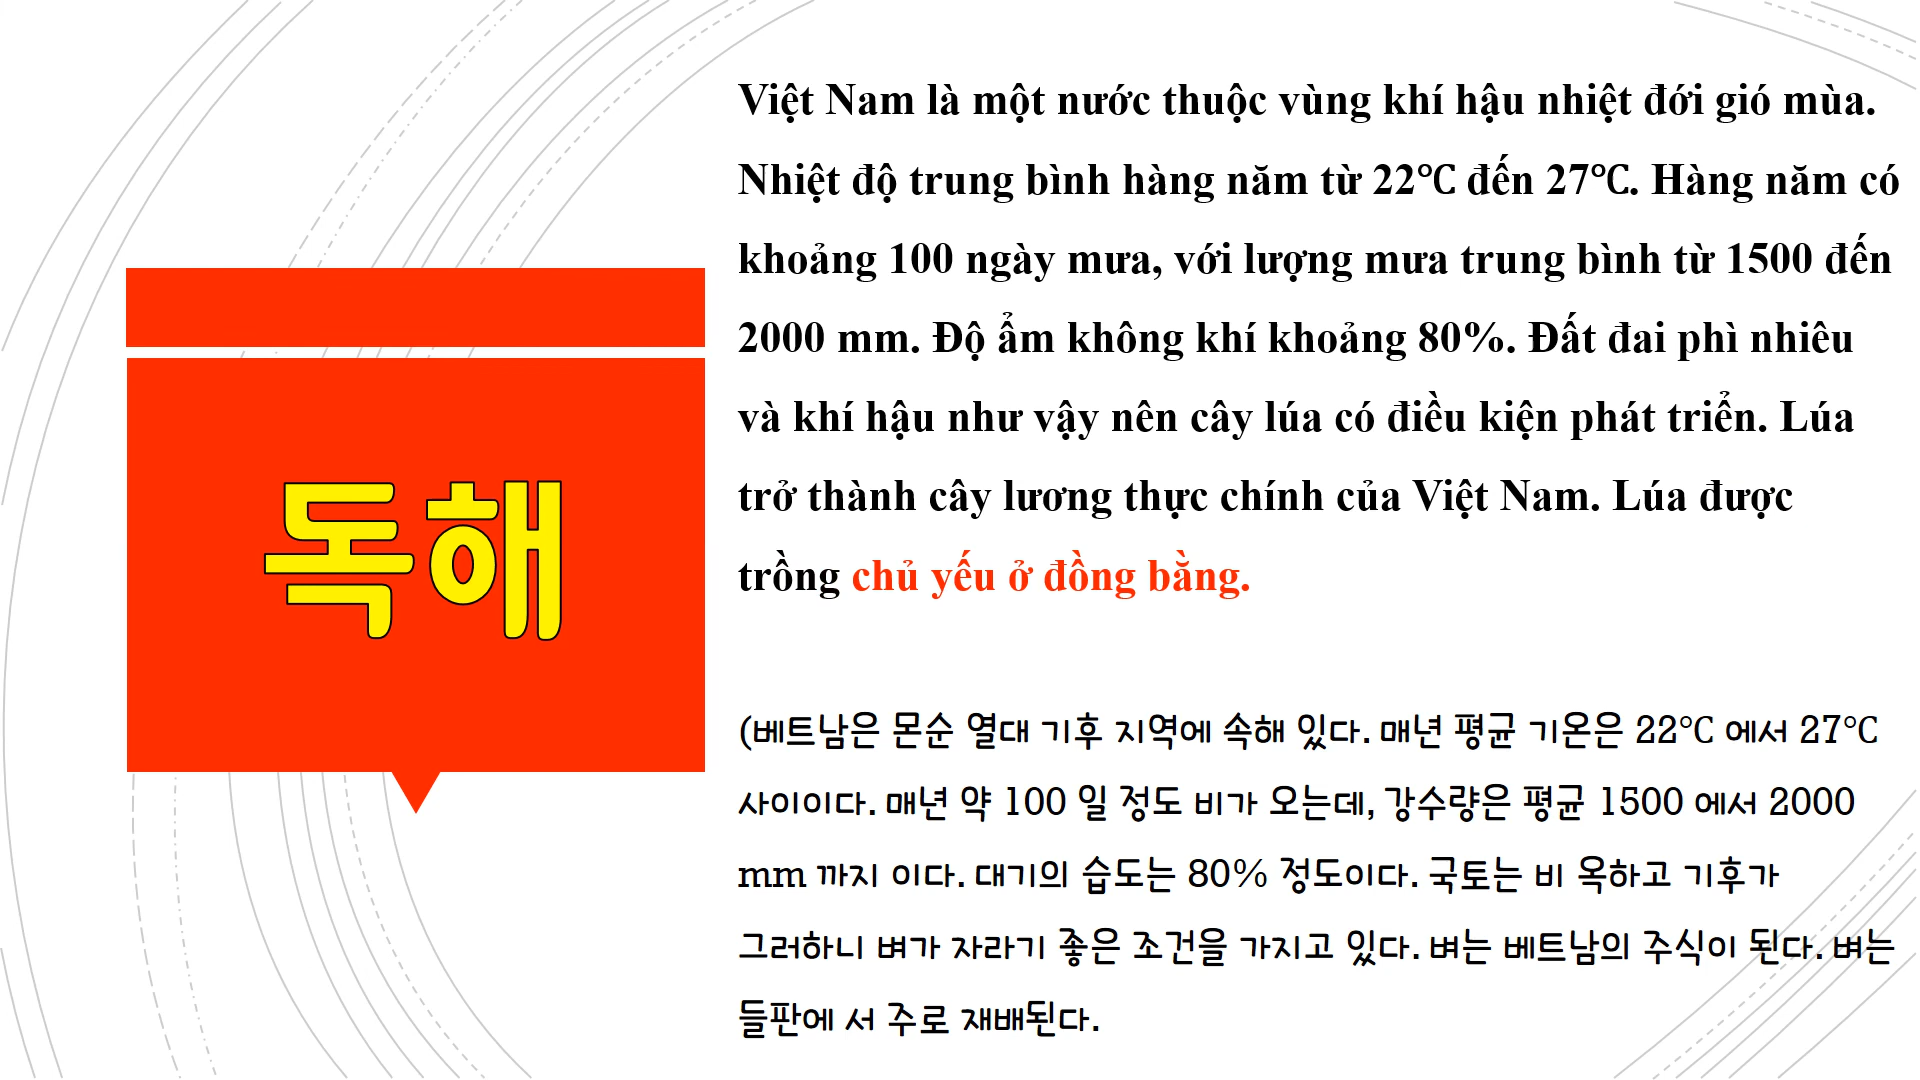 독해
Việt Nam là một nước thuộc vùng khí hậu nhiệt đới gió mùa.
Nhiệt độ trung bình hàng năm từ 22℃ đến 27℃. Hàng năm có
khoảng 100 ngày mưa, với lượng mưa trung bình từ 1500 đến
2000 mm. Độ ẩm không khí khoảng 80%. Đất đai phì nhiêu
và khí hậu như vậy nên cây lúa có điều kiện phát triển. Lúa
trở thành cây lương thực chính của Việt Nam. Lúa được
trồng chủ yếu ở đồng bằng.
(베트남은 몬순 열대 기후 지역에 속해 있다. 매년 평균 기온은 22℃ 에서 27℃
사이이다. 매년 약 100 일 정도 비가 오는데, 강수량은 평균 1500 에서 2000
mm 까지 이다. 대기의 습도는 80% 정도이다. 국토는 비 옥하고 기후가
그러하니 벼가 자라기 좋은 조건을 가지고 있다. 벼는 베트남의 주식이 된다. 벼는
들판에 서 주로 재배된다.